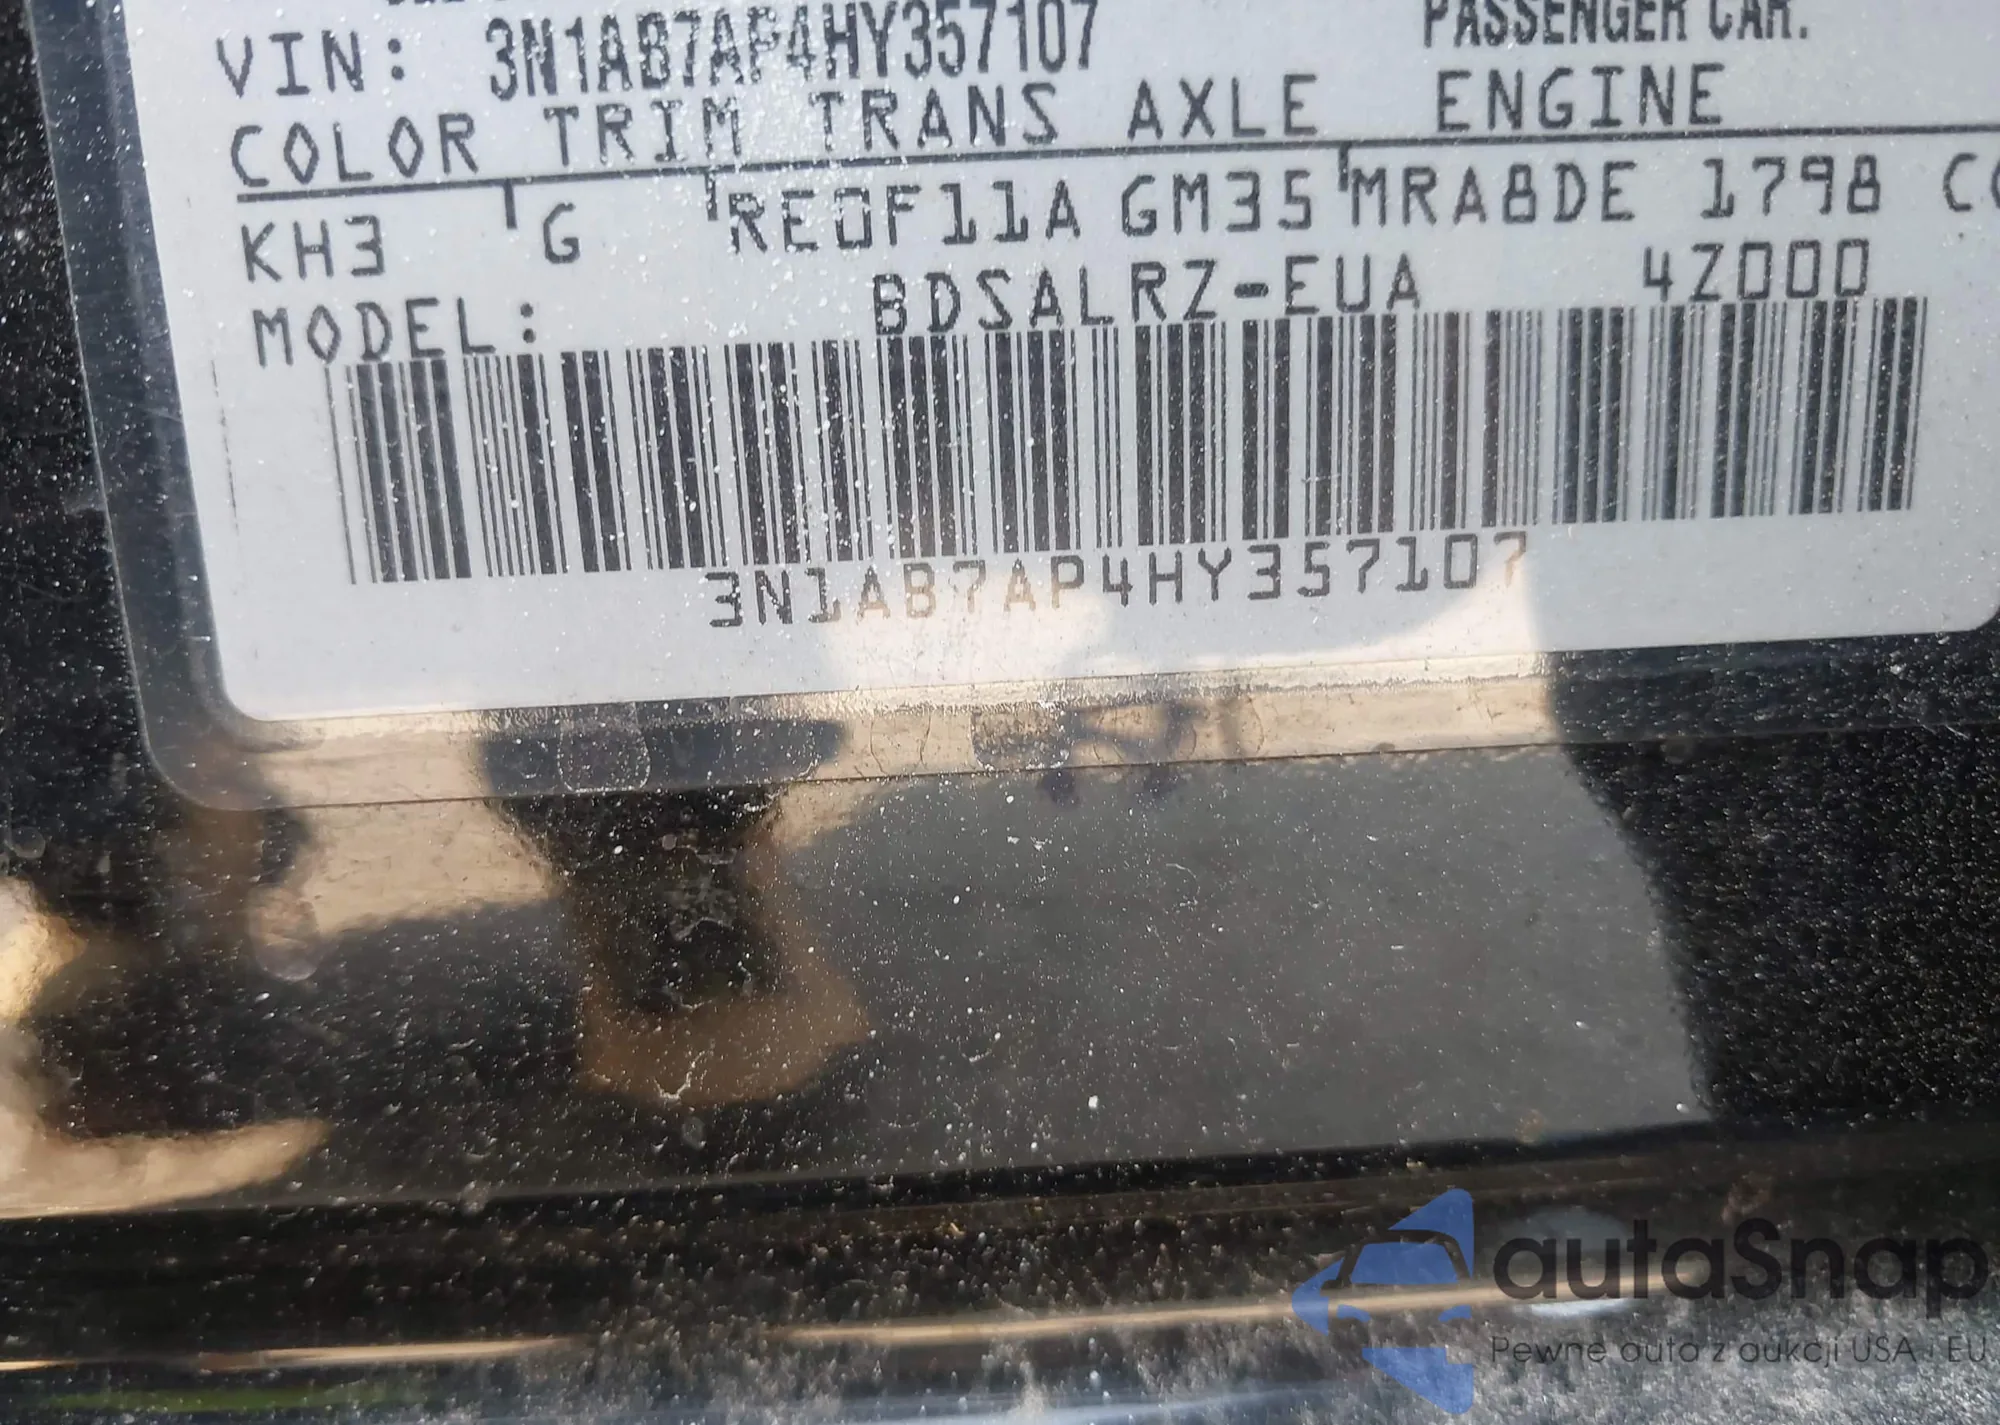 VIN: 3N1AB7AP4HY357107
PASSENGER CAR.
COLOR TRIM TRANS AXLE ENGINE
KH3 G RE0F11A GM35 MRA8DE 1798
MODEL: BDSALRZ-EUA 4Z000
3N1AB7AP4HY357107
autaSnap
Pewne auta z aukcji USA i EU